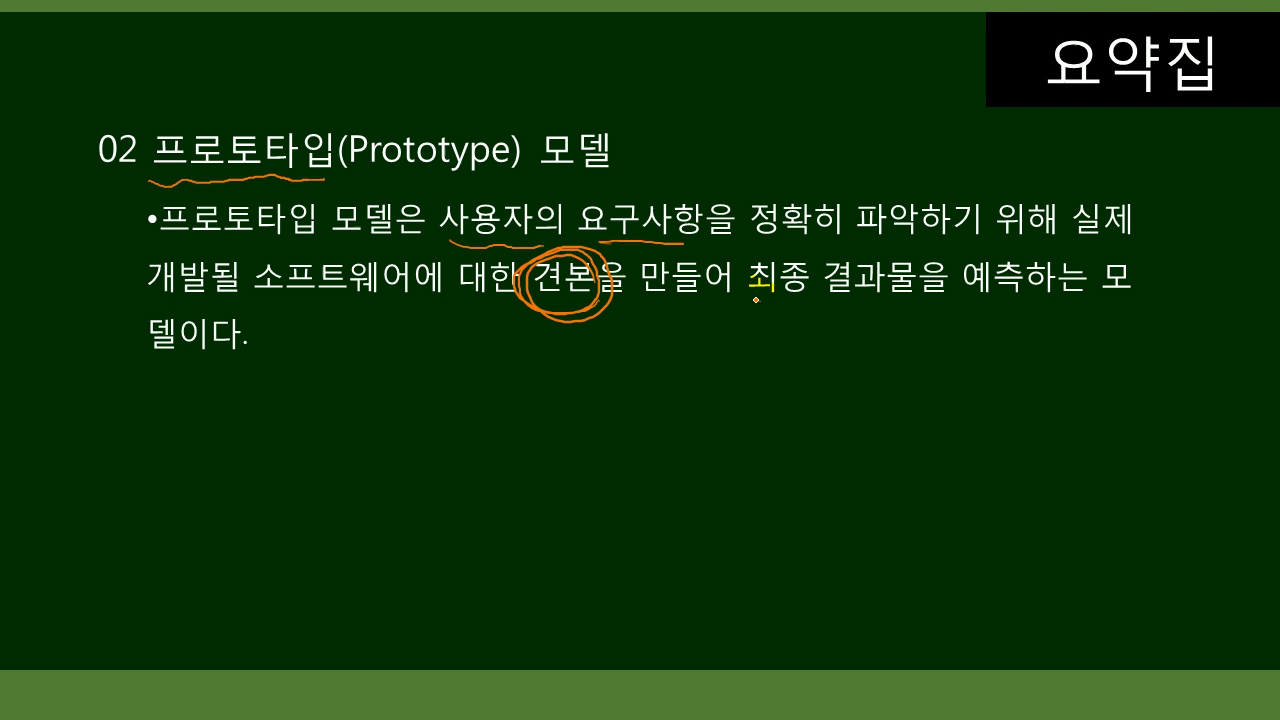 요약집
02 프로토타입(Prototype) 모델
•프로토타입 모델은 사용자의 요구사항을 정확히 파악하기 위해 실제
개발될 소프트웨어에 대한 견본을 만들어 최종 결과물을 예측하는 모
델이다.